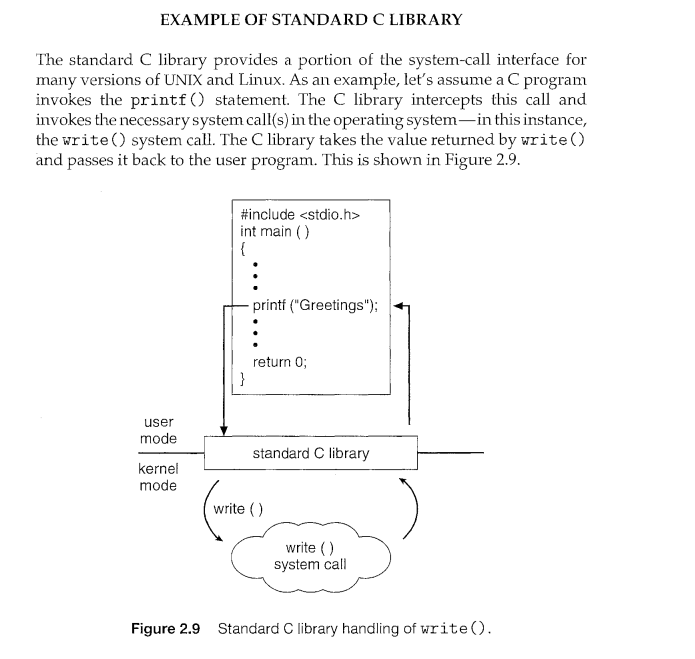 EXAMPLE OF STANDARD C LIBRARY
The standard C library provides a portion of the system-call interface for
many versions of UNIX and Linux. As an example, let's assume a C program
invokes the printf() statement. The C library intercepts this call and
invokes the necessary system call(s) in the operating system—in this instance,
the write() system call. The C library takes the value returned by write()
and passes it back to the user program. This is shown in Figure 2.9.
#include <stdio.h>
int main ( )
{
•
•
•
printf ("Greetings");
•
•
•
return 0;
}
user
mode
standard C library
kernel
mode
write ( )
write ( )
system call
Figure 2.9 Standard C library handling of write().